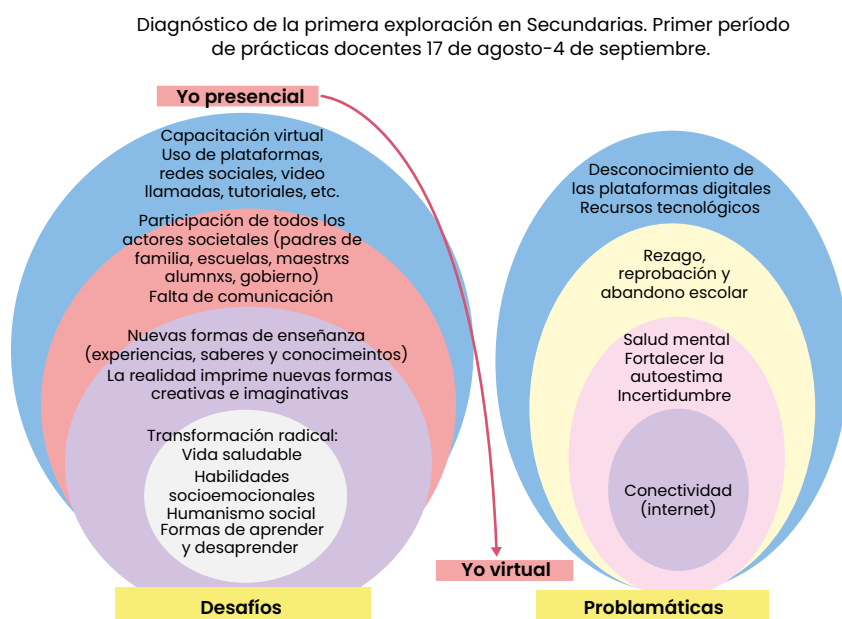 Diagnóstico de la primera exploración en Secundarias. Primer período
de prácticas docentes 17 de agosto-4 de septiembre.
Yo presencial
Capacitación virtual
Uso de plataformas,
redes sociales, video
llamadas, tutoriales, etc.
Participación de todos los
actores societales (padres de
familia, escuelas, maestrxs
alumnxs, gobierno)
Falta de comunicación
Nuevas formas de enseñanza
(experiencias, saberes y conocimeintos)
La realidad imprime nuevas formas
creativas e imaginativas
Transformación radical:
Vida saludable
Habilidades
socioemocionales
Humanismo social
Formas de aprender
y desaprender
Desafíos
Yo virtual
Desconocimiento de
las plataformas digitales
Recursos tecnológicos
Rezago,
reprobación y
abandono escolar
Salud mental
Fortalecer la
autoestima
Incertidumbre
Conectividad
(internet)
Problamáticas